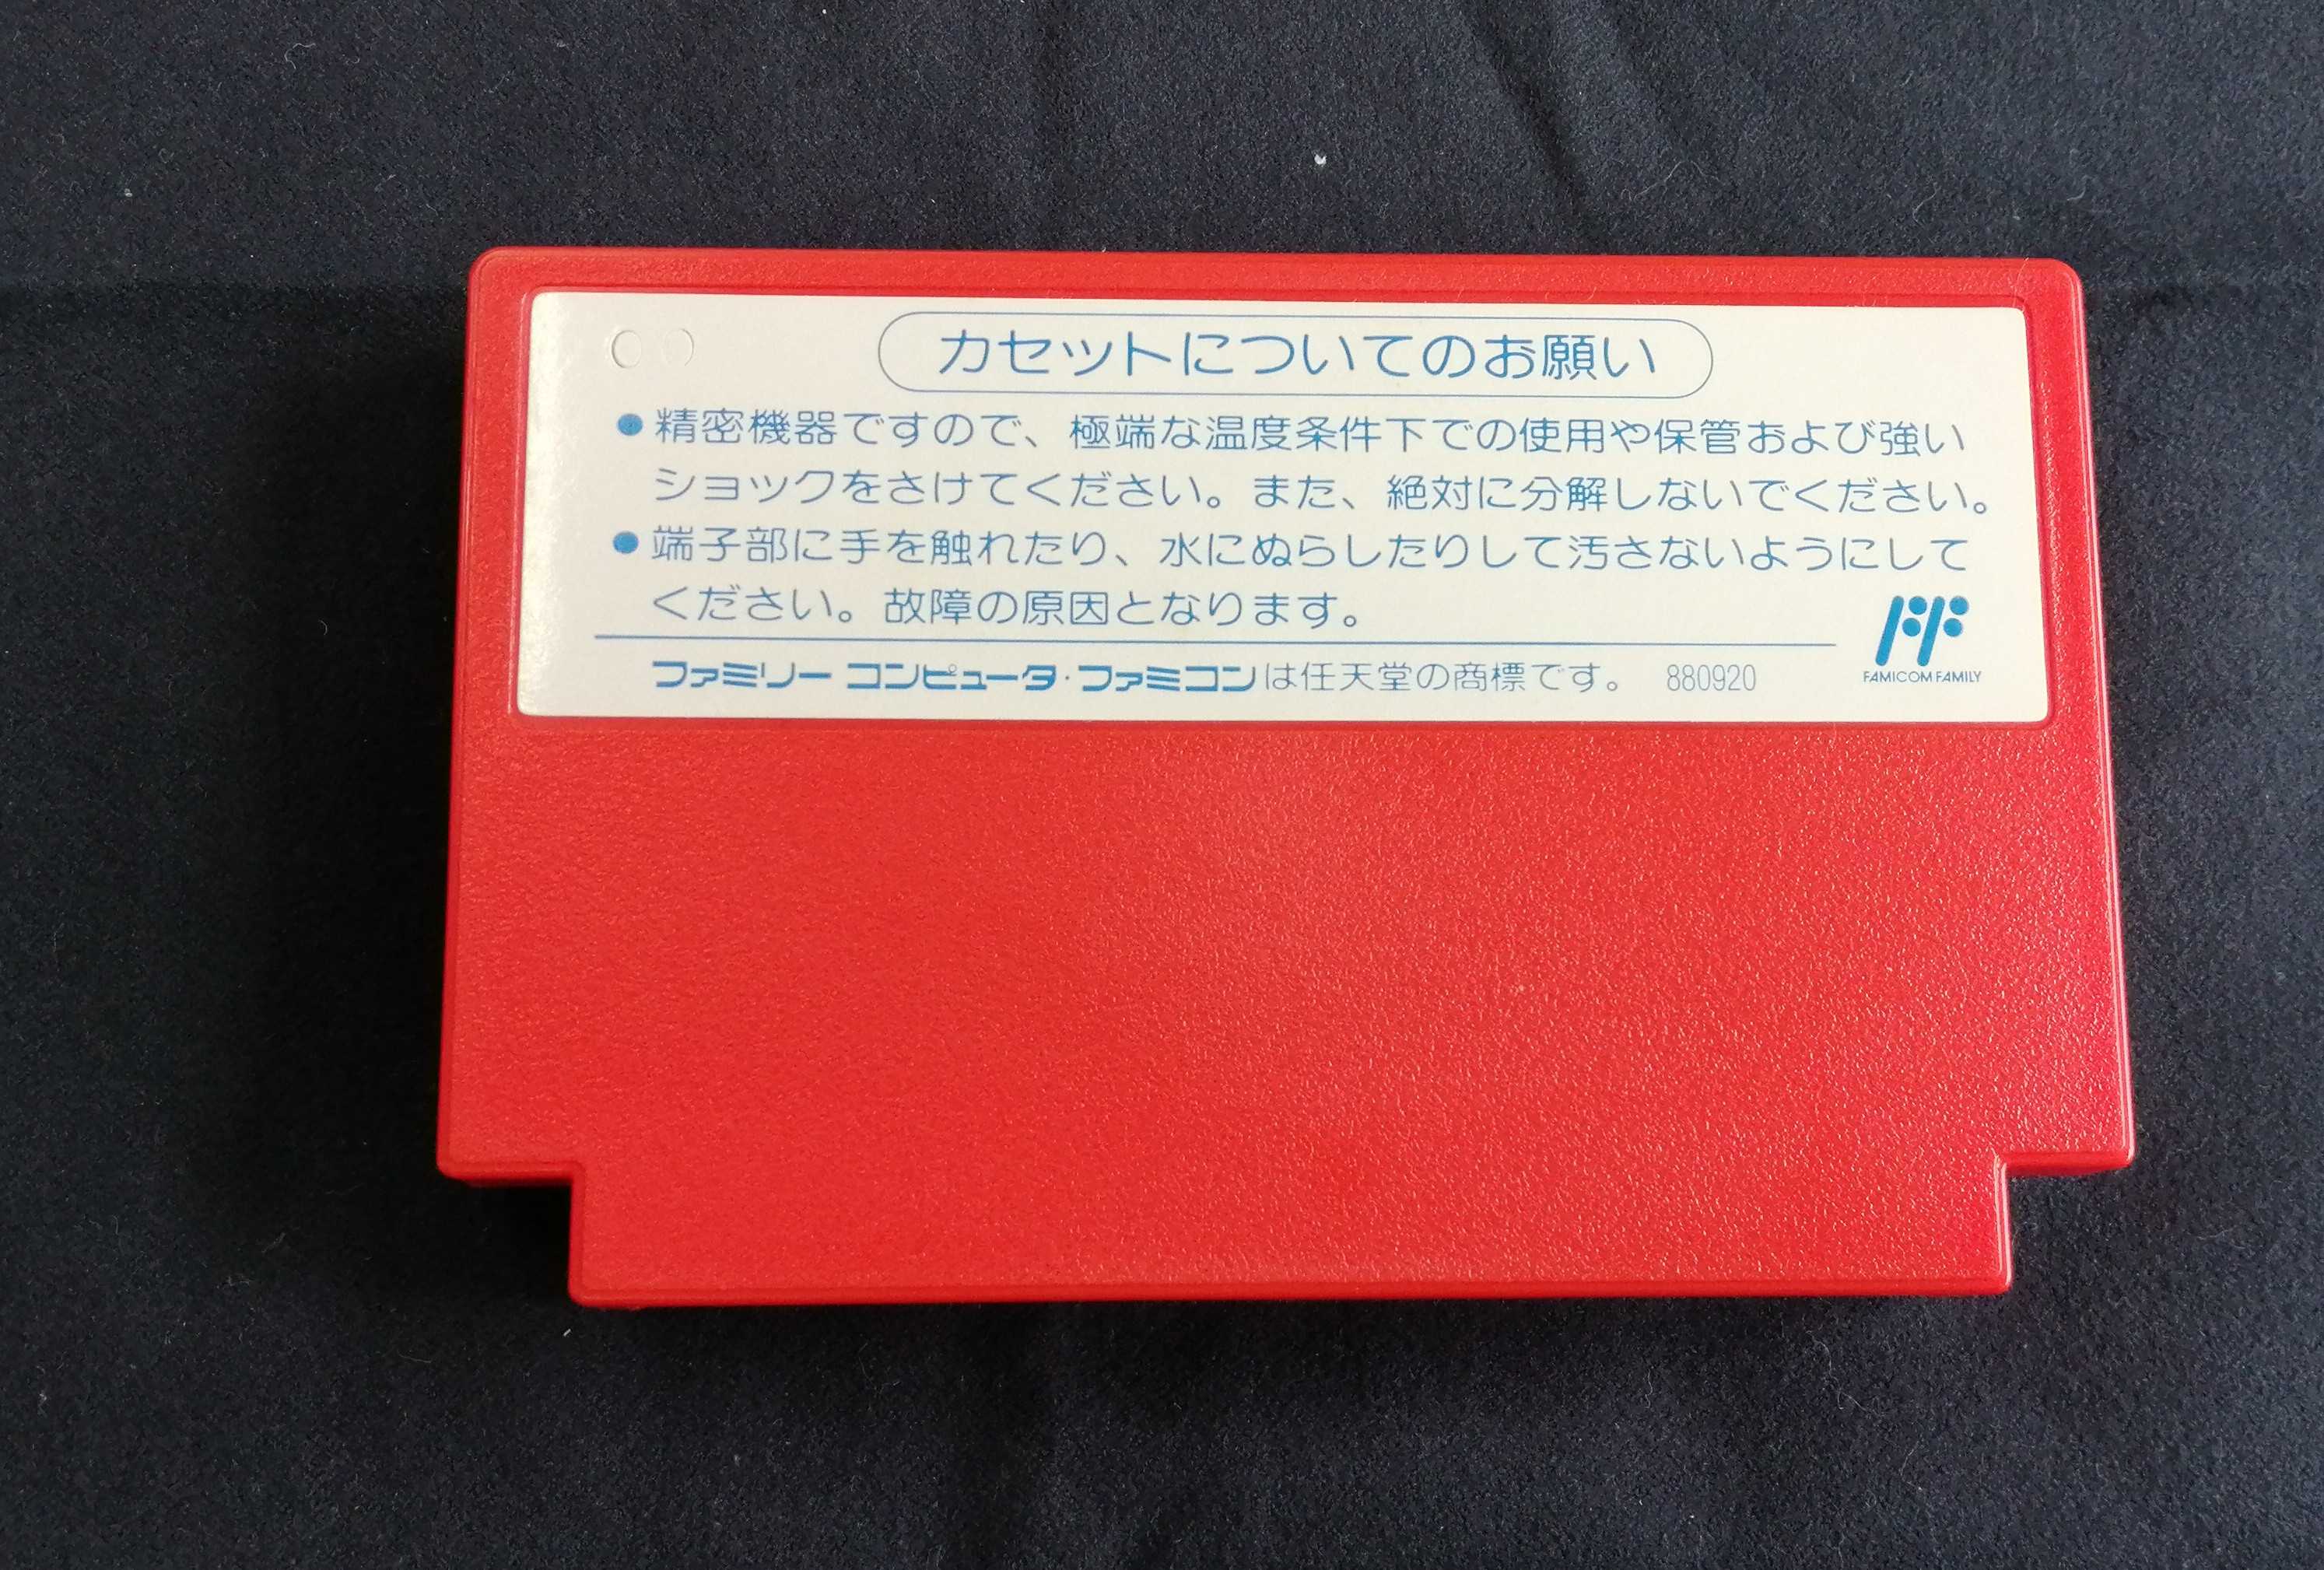 カセットについてのお願い
●精密機器ですので、極端な温度条件下での使用や保管および強い
ショックをさけてください。また、絶対に分解しないでください。
●端子部に手を触れたり、水にぬらしたりして汚さないようにして
ください。故障の原因となります。
ファミリー コンピュータ・ファミコンは任天堂の商標です。 880920
FAMICOM FAMILY